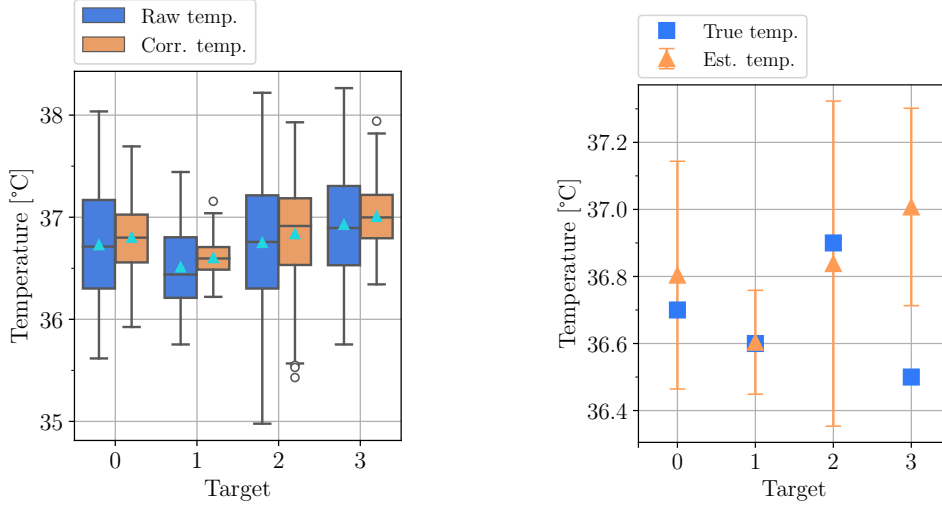 Raw temp.
Corr. temp.
38
37
36
35
Temperature [°C]
0 1 2 3
Target
True temp.
Est. temp.
37.2
37.0
36.8
36.6
36.4
Temperature [°C]
0 1 2 3
Target